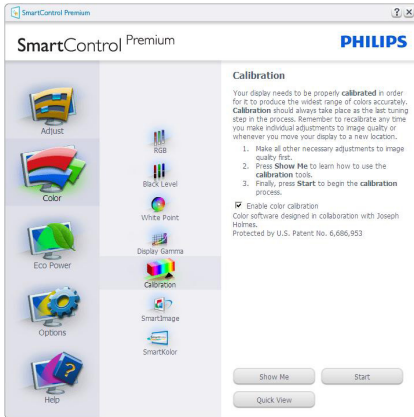 SmartControl Premium
SmartControl Premium
PHILIPS
Adjust
Color
Eco Power
Options
Help
RGB
Black Level
White Point
Display Gamma
Calibration
SmartImage
SmartKolor
Calibration
Your display needs to be properly calibrated in order
for it to produce the widest range of colors accurately.
Calibration should always take place as the last tuning
step in the process. Remember to recalibrate any time
you make individual adjustments to image quality or
whenever you move your display to a new location.
1. Make all other necessary adjustments to image
quality first.
2. Press Show Me to learn how to use the
calibration tools.
3. Finally, press Start to begin the calibration
process.
Enable color calibration
Color software designed in collaboration with Joseph
Holmes.
Protected by U.S. Patent No. 6,686,953
Show Me
Start
Quick View